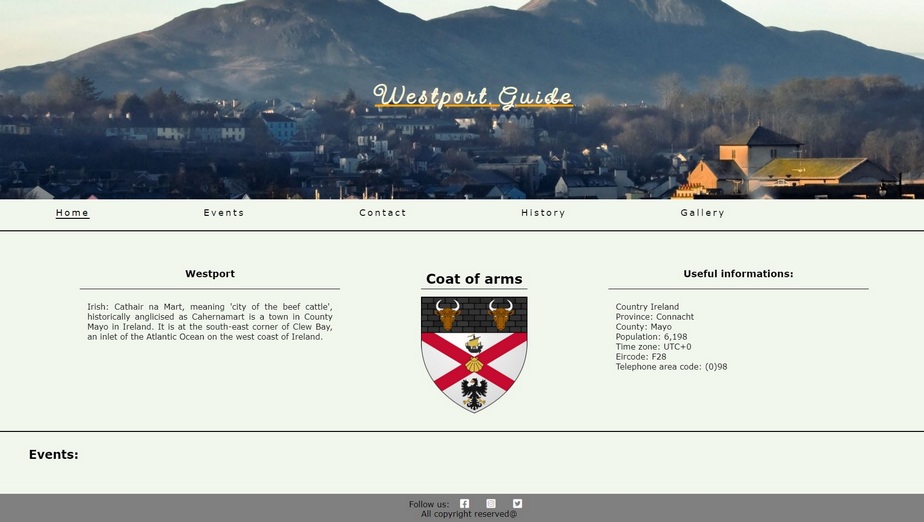 Westport Guide
Home
Events
Contact
History
Gallery
Westport
Irish: Cathair na Mart, meaning 'city of the beef cattle',
historically anglicised as Cahernamart is a town in County
Mayo in Ireland. It is at the south-east corner of Clew Bay,
an inlet of the Atlantic Ocean on the west coast of Ireland.
Coat of arms
Useful informations:
Country Ireland
Province: Connacht
County: Mayo
Population: 6,198
Time zone: UTC+0
Eircode: F28
Telephone area code: (0)98
Events:
Follow us:
All copyright reserved@